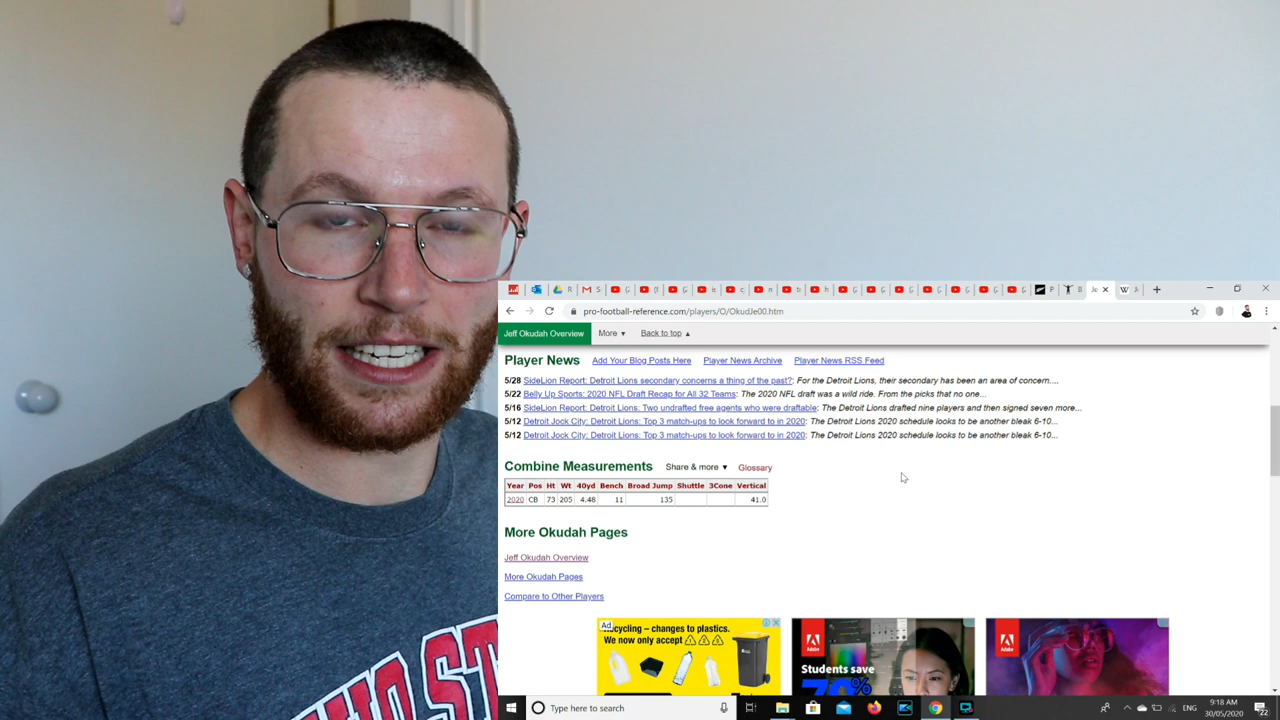 pro-football-reference.com/players/O/OkudJe00.htm
Jeff Okudah Overview More ▼ Back to top ▲
Player News Add Your Blog Posts Here Player News Archive Player News RSS Feed
5/28 SideLion Report: Detroit Lions secondary concerns a thing of the past?: For the Detroit Lions, their secondary has been an area of concern....
5/22 Belly Up Sports: 2020 NFL Draft Recap for All 32 Teams: The 2020 NFL draft was a wild ride. From the picks that no one...
5/16 SideLion Report: Detroit Lions: Two undrafted free agents who were draftable: The Detroit Lions drafted nine players and then signed seven more...
5/12 Detroit Jock City: Detroit Lions: Top 3 match-ups to look forward to in 2020: The Detroit Lions 2020 schedule looks to be another bleak 6-10...
5/12 Detroit Jock City: Detroit Lions: Top 3 match-ups to look forward to in 2020: The Detroit Lions 2020 schedule looks to be another bleak 6-10...
Combine Measurements Share & more ▼ Glossary
Year Pos Ht Wt 40yd Bench Broad Jump Shuttle 3Cone Vertical
2020 CB 73 205 4.48 11 135 41.0
More Okudah Pages
Jeff Okudah Overview
More Okudah Pages
Compare to Other Players
Ad
Recycling – changes to plastics.
We now only accept 1 2 5
Adobe
Students save
70%
Adobe
Type here to search
ENG
9:18 AM
30/05/2020
22